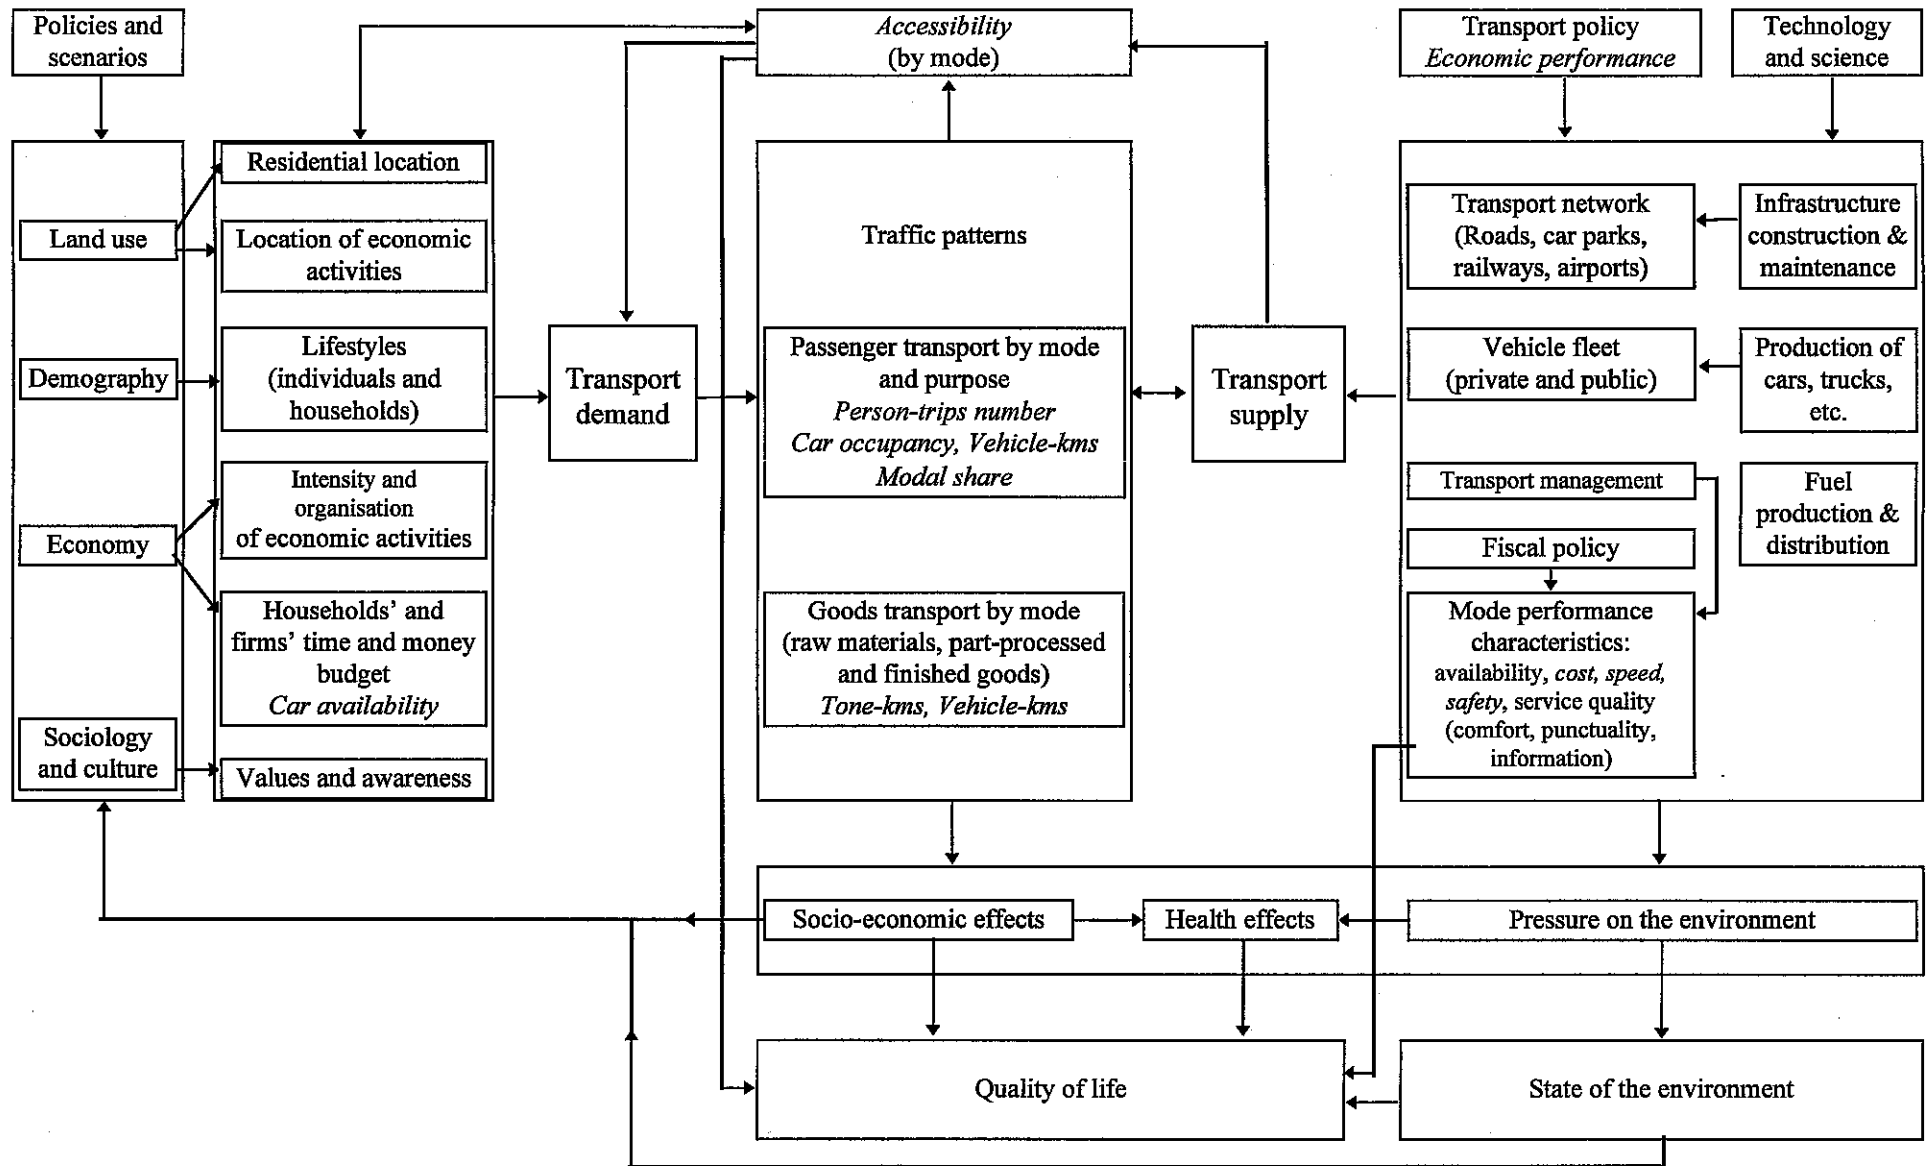 Policies and
scenarios
Accessibility
(by mode)
Transport policy
Economic performance
Technology
and science
Land use
Demography
Economy
Sociology
and culture
Residential location
Location of economic
activities
Lifestyles
(individuals and
households)
Intensity and
organisation
of economic activities
Households' and
firms' time and money
budget
Car availability
Values and awareness
Transport
demand
Traffic patterns
Passenger transport by mode
and purpose
Person-trips number
Car occupancy, Vehicle-kms
Modal share
Goods transport by mode
(raw materials, part-processed
and finished goods)
Tone-kms, Vehicle-kms
Transport
supply
Transport network
(Roads, car parks,
railways, airports)
Infrastructure
construction &
maintenance
Vehicle fleet
(private and public)
Production of
cars, trucks,
etc.
Transport management
Fiscal policy
Fuel
production &
distribution
Mode performance
characteristics:
availability, cost, speed,
safety, service quality
(comfort, punctuality,
information)
Socio-economic effects
Health effects
Pressure on the environment
Quality of life
State of the environment